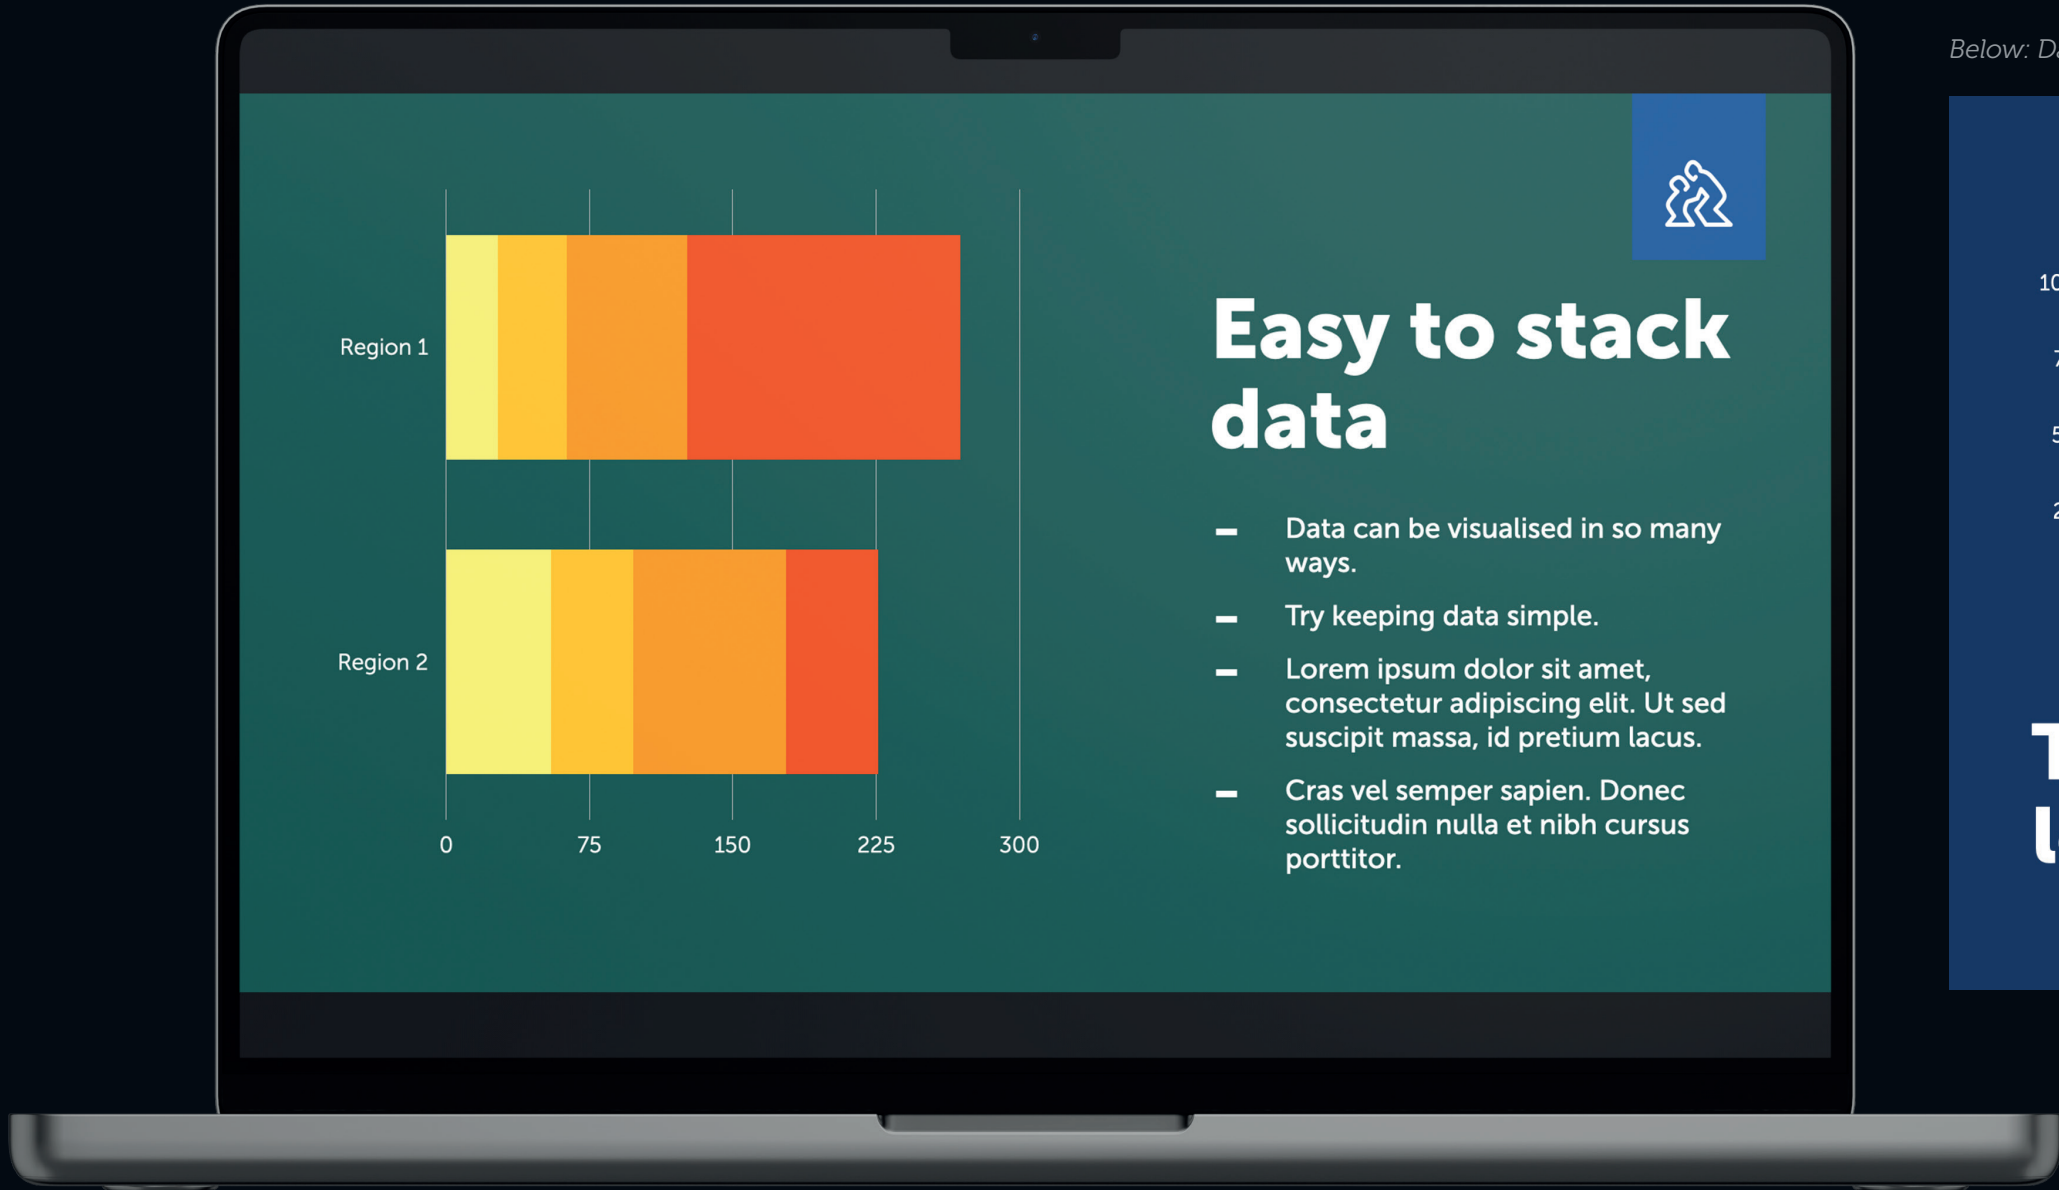 Below:
Easy to stack
data
Region 1
Region 2
0 75 150 225 300
– Data can be visualised in so many
ways.
– Try keeping data simple.
– Lorem ipsum dolor sit amet,
consectetur adipiscing elit. Ut sed
suscipit massa, id pretium lacus.
– Cras vel semper sapien. Donec
sollicitudin nulla et nibh cursus
porttitor.